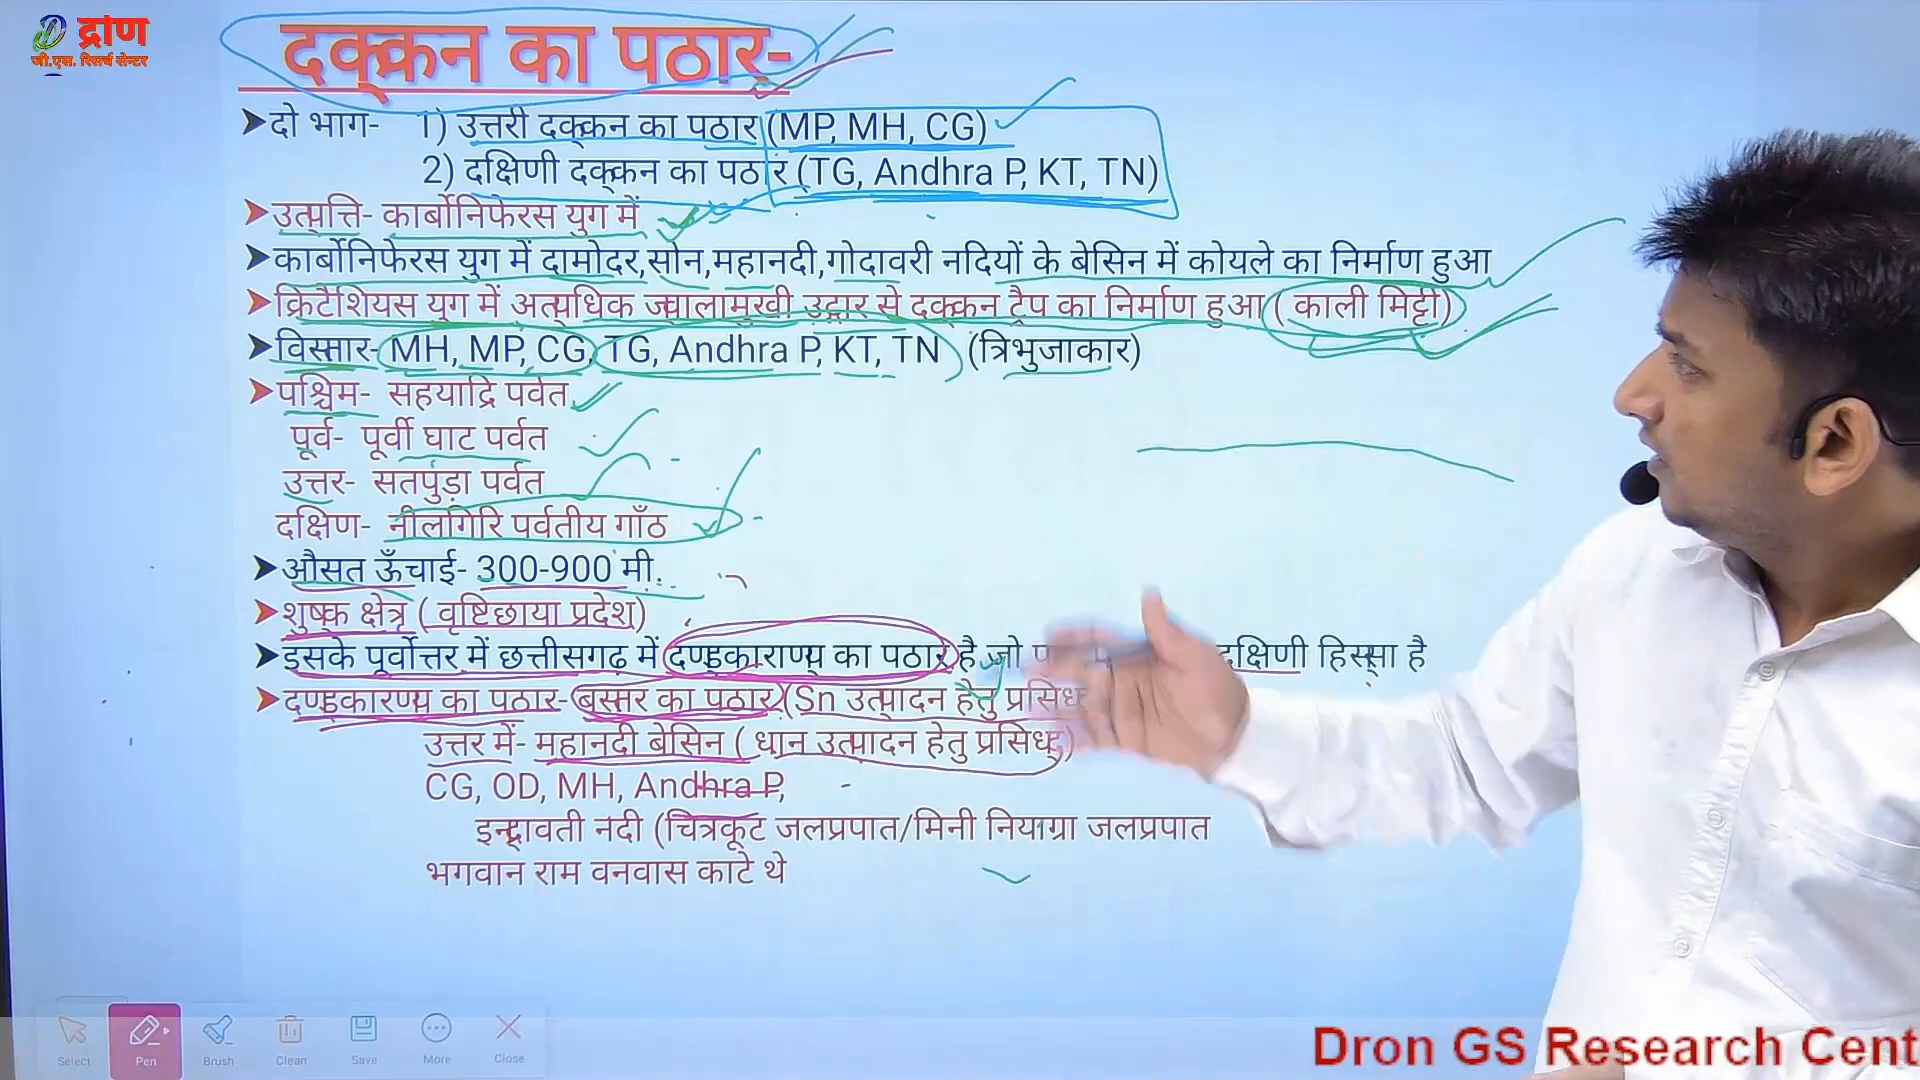 द्रोण
जी.एस. रिसर्च सेन्टर
दक्कन का पठार-
➤दो भाग- 1) उत्तरी दक्कन का पठार (MP, MH, CG)
2) दक्षिणी दक्कन का पठार (TG, Andhra P, KT, TN)
➤उत्पत्ति- कार्बोनिफेरस युग में
➤कार्बोनिफेरस युग में दामोदर,सोन,महानदी,गोदावरी नदियों के बेसिन में कोयले का निर्माण हुआ
➤क्रिटैशियस युग में अत्यधिक ज्वालामुखी उद्गार से दक्कन ट्रैप का निर्माण हुआ ( काली मिट्टी)
➤विस्तार- MH, MP, CG, TG, Andhra P, KT, TN (त्रिभुजाकार)
➤पश्चिम- सहयाद्रि पर्वत
पूर्व- पूर्वी घाट पर्वत
उत्तर- सतपुड़ा पर्वत
दक्षिण- नीलगिरि पर्वतीय गाँठ
➤औसत ऊँचाई- 300-900 मी.
➤शुष्क क्षेत्र ( वृष्टिछाया प्रदेश)
➤इसके पूर्वोत्तर में छत्तीसगढ़ में दण्डकाराण्य का पठार है जो दक्षिणी हिस्सा है
➤दण्डकारण्य का पठार- बस्तर का पठार (Sn उत्पादन हेतु प्रसिध्द
उत्तर में- महानदी बेसिन ( धान उत्पादन हेतु प्रसिध्द)
CG, OD, MH, Andhra P,
इन्द्रावती नदी (चित्रकूट जलप्रपात/मिनी नियाग्रा जलप्रपात
भगवान राम वनवास काटे थे
Select Pen Brush Clean Save More Close
Dron GS Research Cent